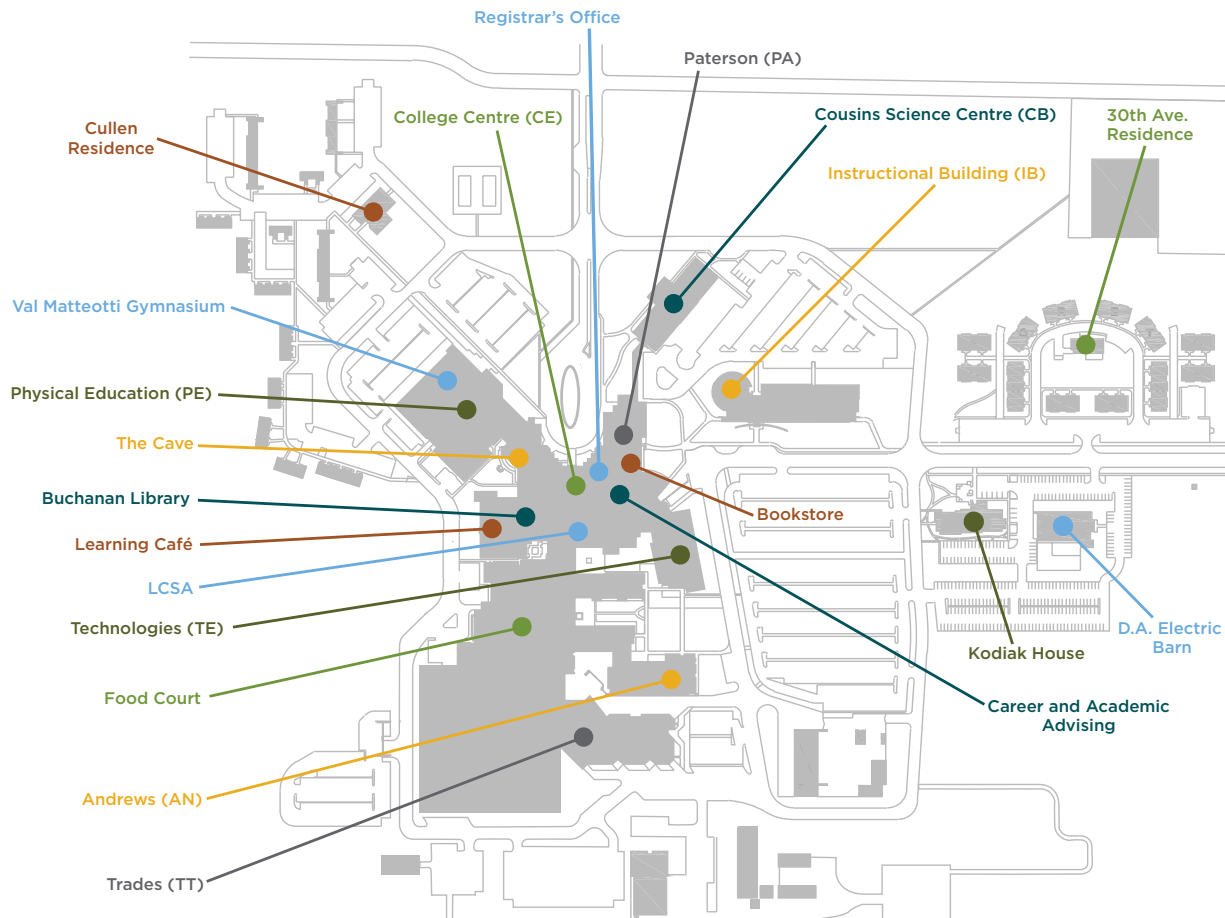 Registrar’s Office
Paterson (PA)
College Centre (CE)
Cousins Science Centre (CB)
30th Ave.
Residence
Cullen
Residence
Instructional Building (IB)
Val Matteotti Gymnasium
Physical Education (PE)
The Cave
Buchanan Library
Bookstore
Learning Café
LCSA
Technologies (TE)
D.A. Electric
Barn
Kodiak House
Food Court
Career and Academic
Advising
Andrews (AN)
Trades (TT)